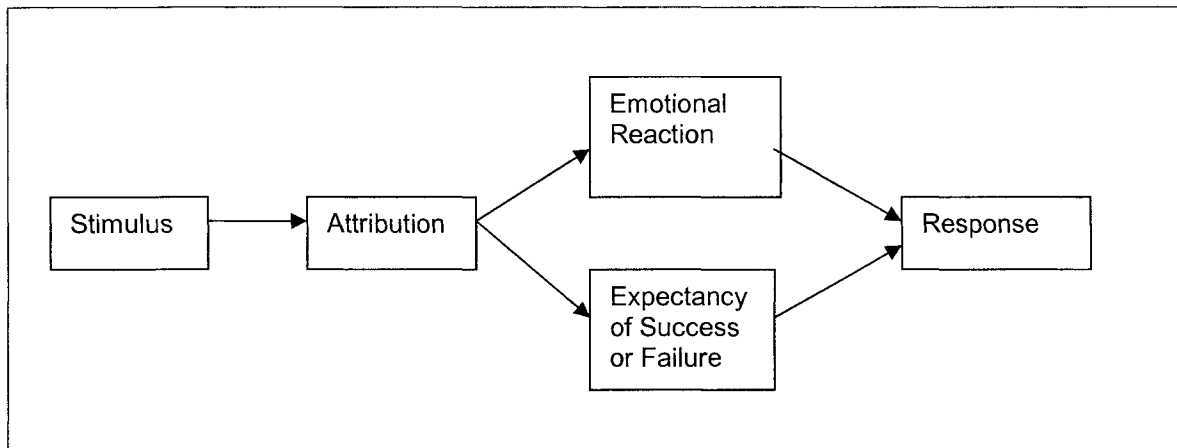 Stimulus
Attribution
Emotional
Reaction
Expectancy
of Success
or Failure
Response